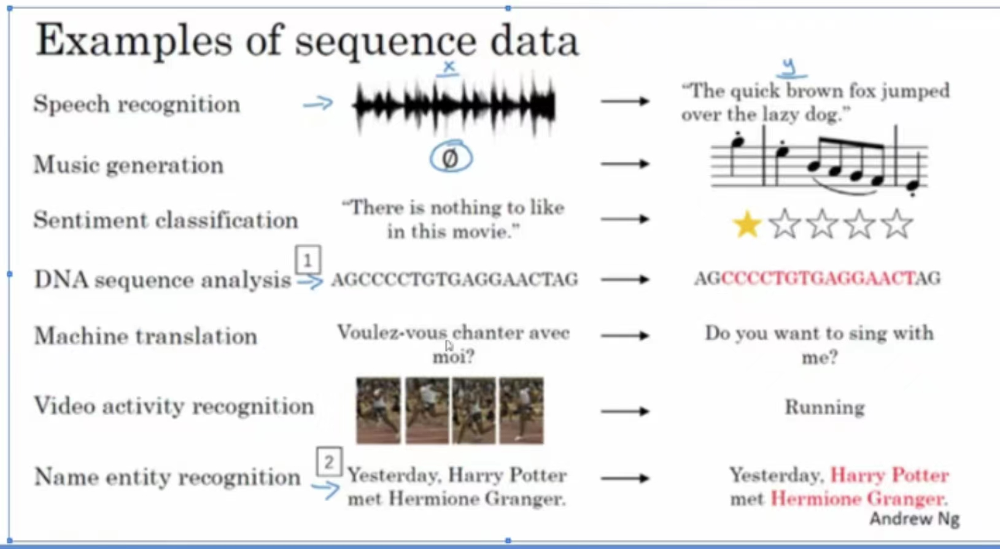 Examples of sequence data
x
y
Speech recognition
"The quick brown fox jumped
over the lazy dog."
Music generation
Ø
Sentiment classification
"There is nothing to like
in this movie."
1
DNA sequence analysis
AGCCCCTGTGAGGAACTAG
AGCCCCTGTGAGGAACTAG
Machine translation
Voulez-vous chanter avec
moi?
Do you want to sing with
me?
Video activity recognition
Running
2
Name entity recognition
Yesterday, Harry Potter
met Hermione Granger.
Yesterday, Harry Potter
met Hermione Granger.
Andrew Ng